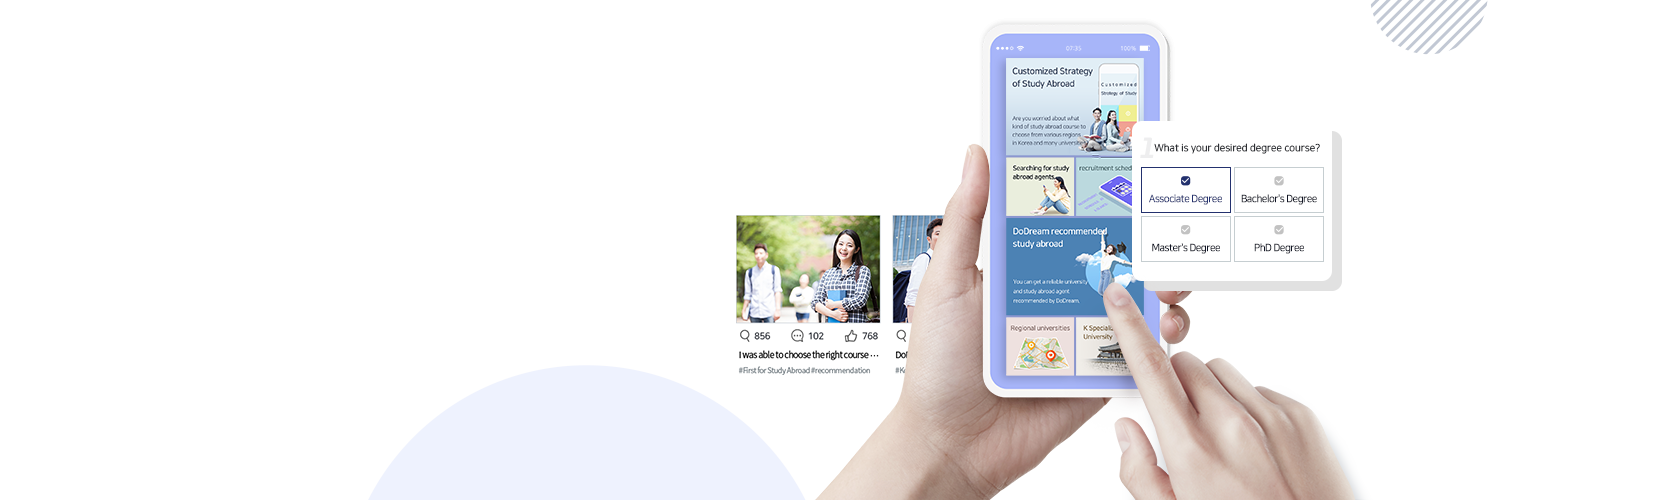 07:35
100%
Customized Strategy
of Study Abroad
Customized
Strategy of Study
Are you worried about what
kind of study abroad course to
choose from various regions
in Korea and many universities
Searching for study
abroad agents
recruitment sched
DoDream recommended
study abroad
You can get a reliable university
and study abroad agent
recommended by DoDream.
Regional universities
K Speciali
University
1
What is your desired degree course?
Associate Degree
Bachelor's Degree
Master's Degree
PhD Degree
856
102
768
I was able to choose the right course ···
#First for Study Abroad #recommendation